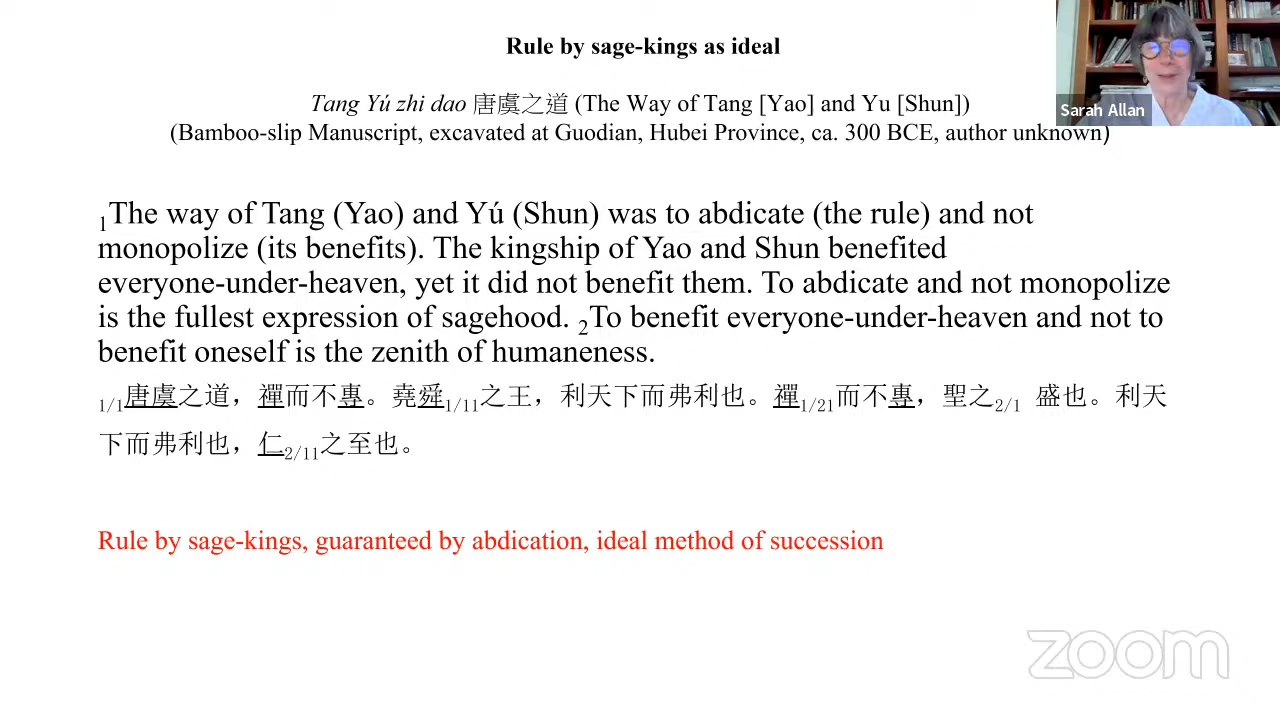 Rule by sage-kings as ideal
Sarah Allan
Tang Yú zhi dao 唐虞之道 (The Way of Tang [Yao] and Yu [Shun])
(Bamboo-slip Manuscript, excavated at Guodian, Hubei Province, ca. 300 BCE, author unknown)
1The way of Tang (Yao) and Yú (Shun) was to abdicate (the rule) and not
monopolize (its benefits). The kingship of Yao and Shun benefited
everyone-under-heaven, yet it did not benefit them. To abdicate and not monopolize
is the fullest expression of sagehood. 2To benefit everyone-under-heaven and not to
benefit oneself is the zenith of humaneness.
1/1唐虞之道，禪而不專。堯舜1/11之王，利天下而弗利也。禪1/21而不專，聖之2/1 盛也。利天
下而弗利也，仁2/11之至也。
Rule by sage-kings, guaranteed by abdication, ideal method of succession
zoom